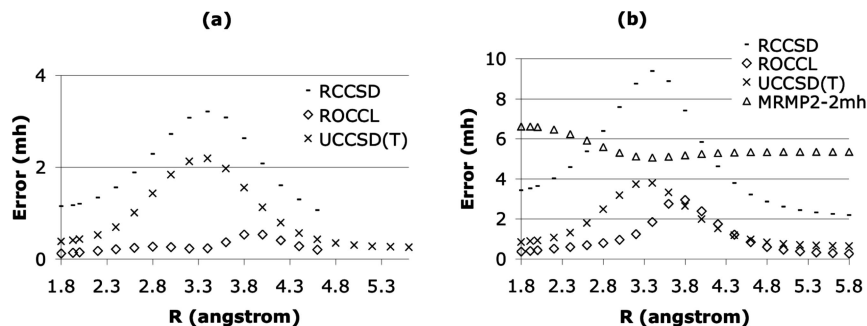 (a)
Error (mh)
4
2
0
RCCSD
ROCCL
UCCSD(T)
1.8 2.3 2.8 3.3 3.8 4.3 4.8 5.3
R (angstrom)
(b)
Error (mh)
10
8
6
4
2
0
RCCSD
ROCCL
UCCSD(T)
MRMP2-2mh
1.8 2.3 2.8 3.3 3.8 4.3 4.8 5.3 5.8
R (angstrom)